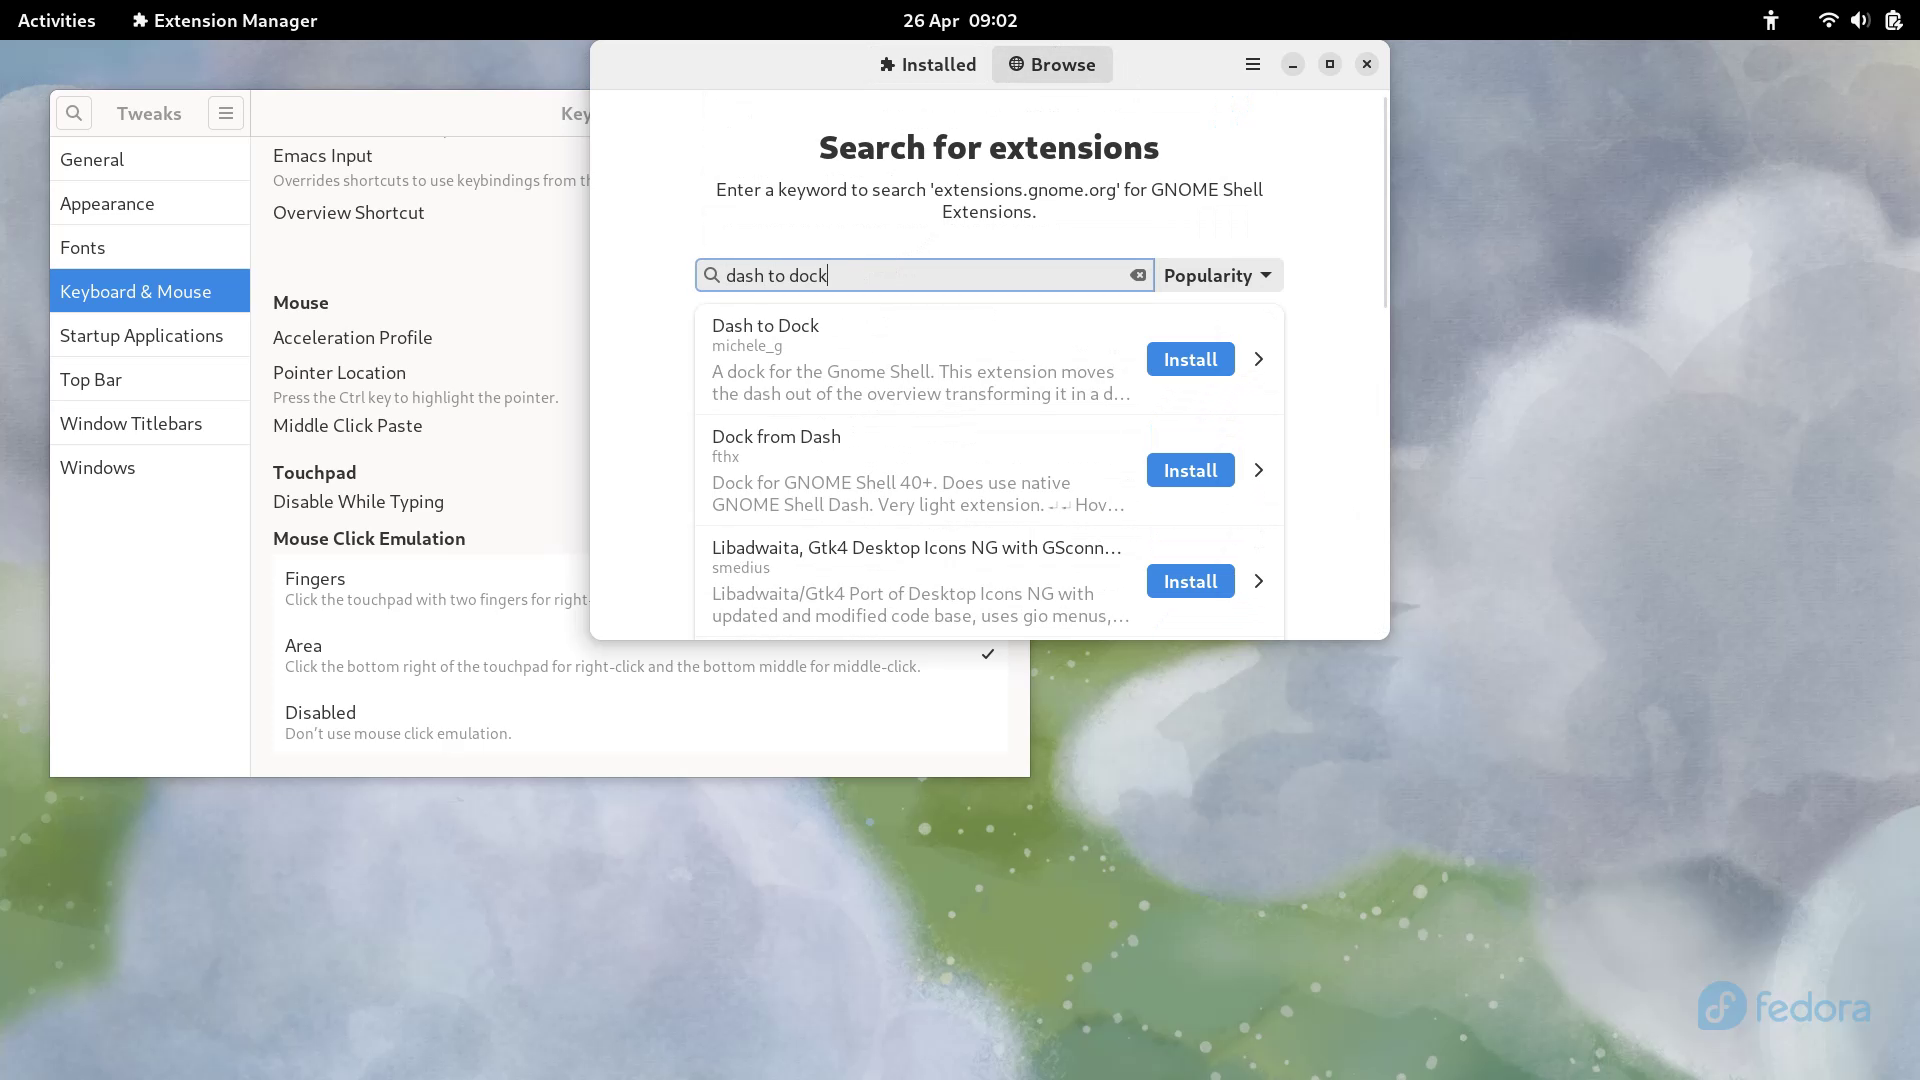 Activities
Extension Manager
26 Apr 09:02
Tweaks
Key
General
Appearance
Fonts
Keyboard & Mouse
Startup Applications
Top Bar
Window Titlebars
Windows
Emacs Input
Overrides shortcuts to use keybindings from th
Overview Shortcut
Mouse
Acceleration Profile
Pointer Location
Press the Ctrl key to highlight the pointer.
Middle Click Paste
Touchpad
Disable While Typing
Mouse Click Emulation
Fingers
Click the touchpad with two fingers for right-
Area
Click the bottom right of the touchpad for right-click and the bottom middle for middle-click.
Disabled
Don’t use mouse click emulation.
Installed
Browse
Search for extensions
Enter a keyword to search 'extensions.gnome.org' for GNOME Shell
Extensions.
dash to dock
Popularity
Dash to Dock
michele_g
A dock for the Gnome Shell. This extension moves
the dash out of the overview transforming it in a d…
Install
Dock from Dash
fthx
Dock for GNOME Shell 40+. Does use native
GNOME Shell Dash. Very light extension. --- Hov…
Install
Libadwaita, Gtk4 Desktop Icons NG with GSconn…
smedius
Libadwaita/Gtk4 Port of Desktop Icons NG with
updated and modified code base, uses gio menus,…
Install
fedora